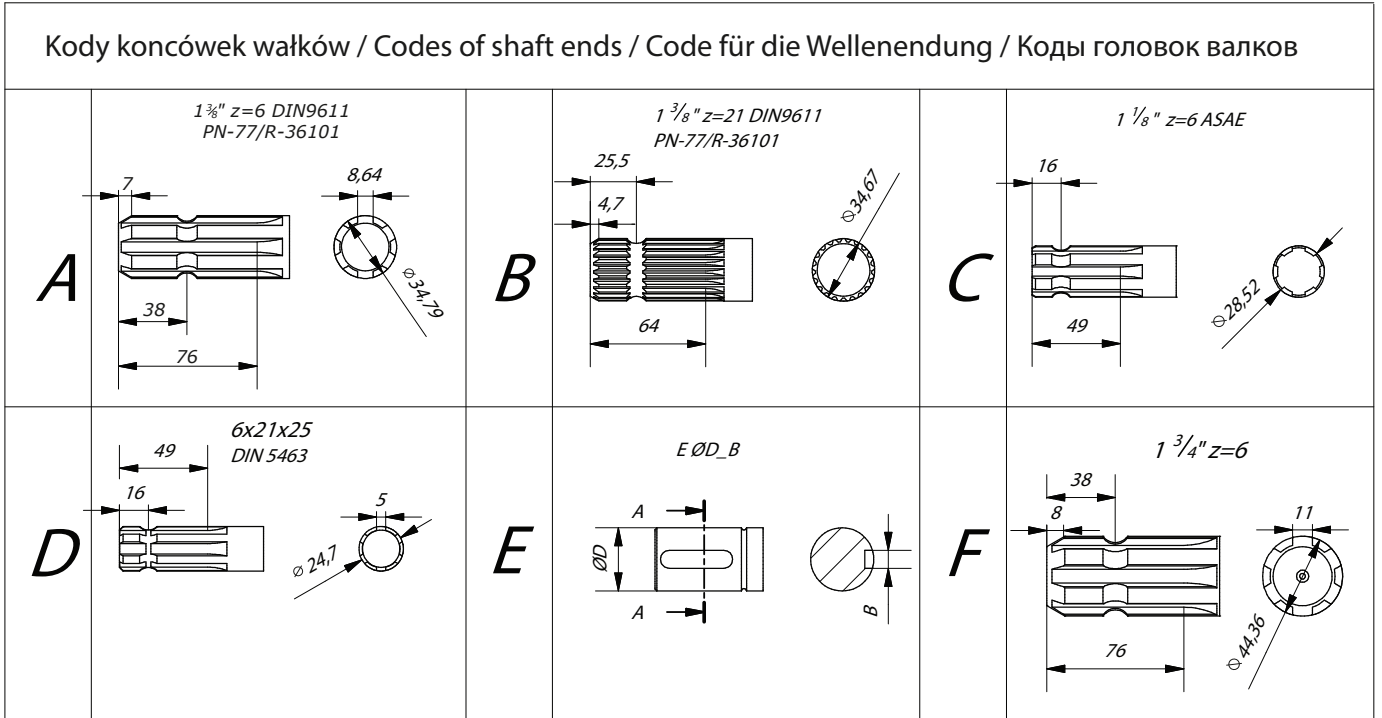 Kody koncówek wałków / Codes of shaft ends / Code für die Wellenendung / Коды головок валков
A
1⅜" z=6 DIN9611
PN-77/R-36101
7
8,64
38
76
⌀34,79
B
1 3/8" z=21 DIN9611
PN-77/R-36101
25,5
4,7
64
⌀34,67
C
1 1/8" z=6 ASAE
16
49
⌀28,52
D
6x21x25
DIN 5463
49
16
5
⌀24,7
E
E ØD_B
A
ØD
A
B
F
1 3/4" z=6
38
8
11
76
⌀44,36